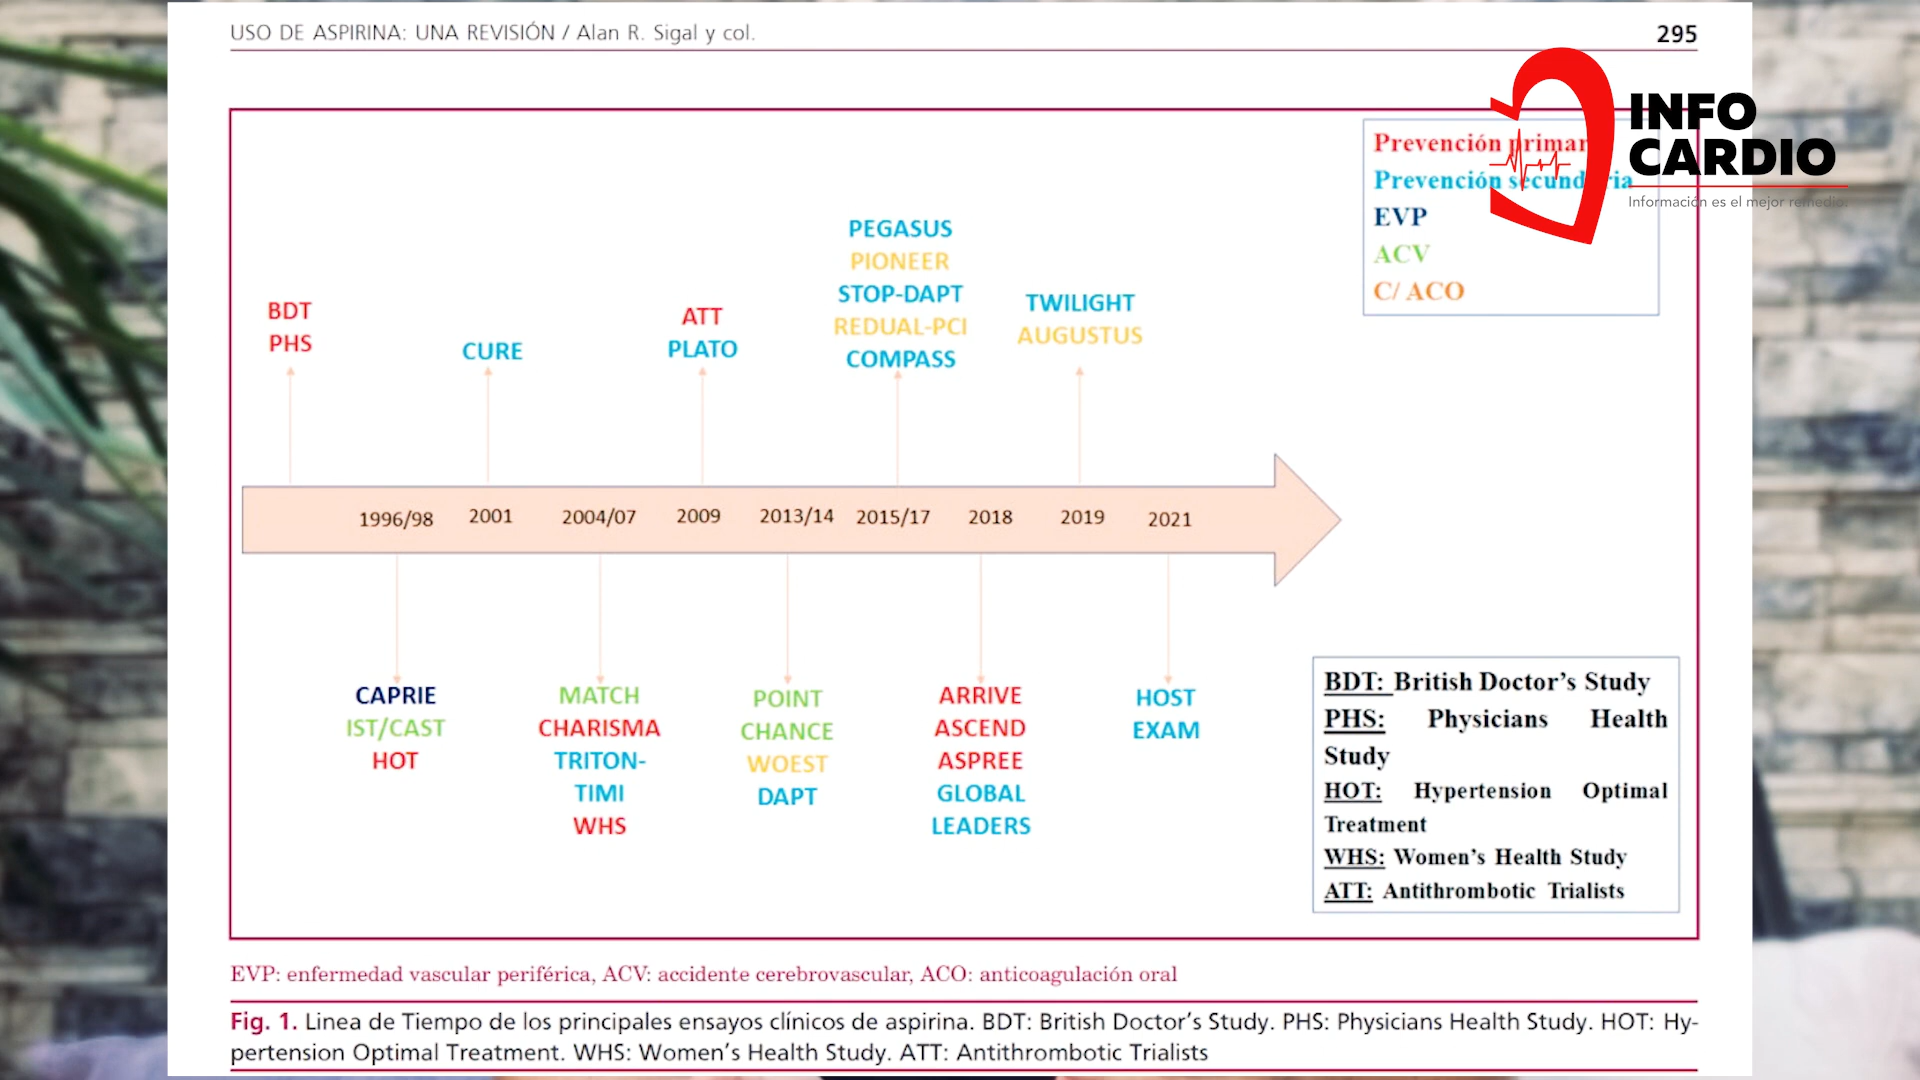 USO DE ASPIRINA: UNA REVISIÓN / Alan R. Sigal y col.
295
INFO
CARDIO
Información es el mejor remedio.
Prevención primar
Prevención secundaria
EVP
ACV
C/ ACO
BDT
PHS
CURE
ATT
PLATO
PEGASUS
PIONEER
STOP-DAPT
REDUAL-PCI
COMPASS
TWILIGHT
AUGUSTUS
1996/98
2001
2004/07
2009
2013/14
2015/17
2018
2019
2021
CAPRIE
IST/CAST
HOT
MATCH
CHARISMA
TRITON-
TIMI
WHS
POINT
CHANCE
WOEST
DAPT
ARRIVE
ASCEND
ASPREE
GLOBAL
LEADERS
HOST
EXAM
BDT: British Doctor’s Study
PHS: Physicians Health
Study
HOT: Hypertension Optimal
Treatment
WHS: Women’s Health Study
ATT: Antithrombotic Trialists
EVP: enfermedad vascular periférica, ACV: accidente cerebrovascular, ACO: anticoagulación oral
Fig. 1. Linea de Tiempo de los principales ensayos clínicos de aspirina. BDT: British Doctor’s Study. PHS: Physicians Health Study. HOT: Hy-
pertension Optimal Treatment. WHS: Women’s Health Study. ATT: Antithrombotic Trialists